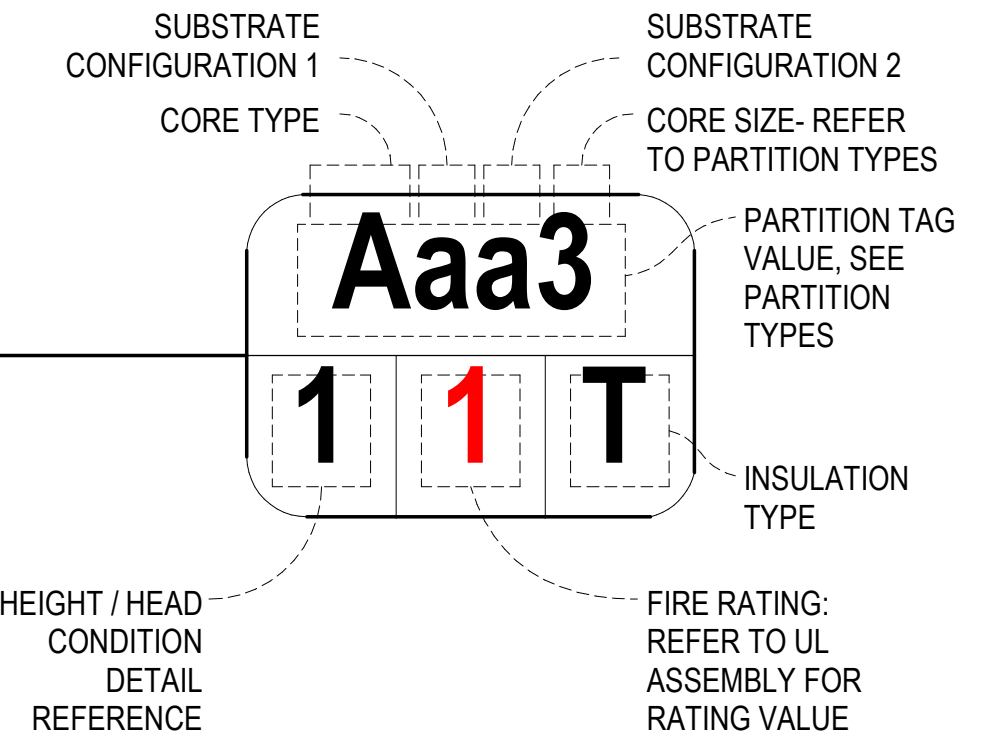 SUBSTRATE
CONFIGURATION 1
SUBSTRATE
CONFIGURATION 2
CORE TYPE
CORE SIZE- REFER
TO PARTITION TYPES
Aaa3
PARTITION TAG
VALUE, SEE
PARTITION
TYPES
1 1 T
INSULATION
TYPE
HEIGHT / HEAD
CONDITION
DETAIL
REFERENCE
FIRE RATING:
REFER TO UL
ASSEMBLY FOR
RATING VALUE